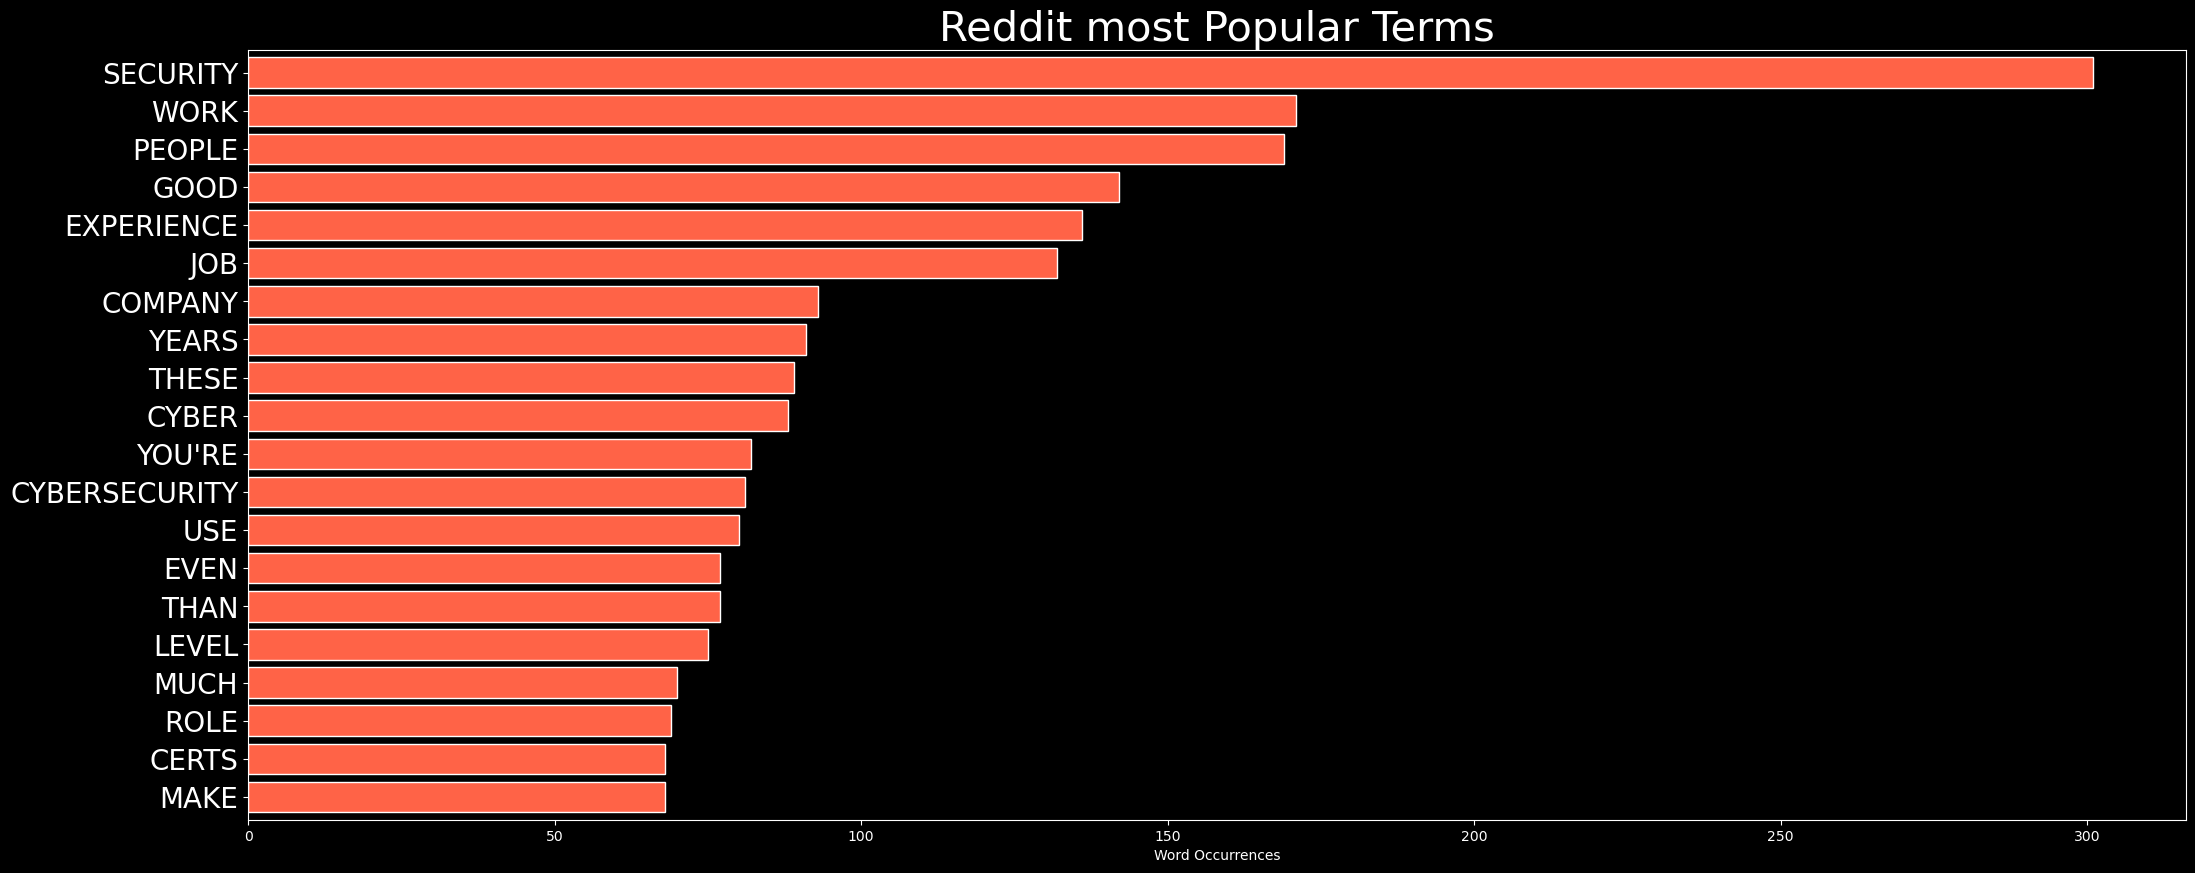 Reddit most Popular Terms
SECURITY
WORK
PEOPLE
GOOD
EXPERIENCE
JOB
COMPANY
YEARS
THESE
CYBER
YOU'RE
CYBERSECURITY
USE
EVEN
THAN
LEVEL
MUCH
ROLE
CERTS
MAKE
0 50 100 150 200 250 300
Word Occurrences